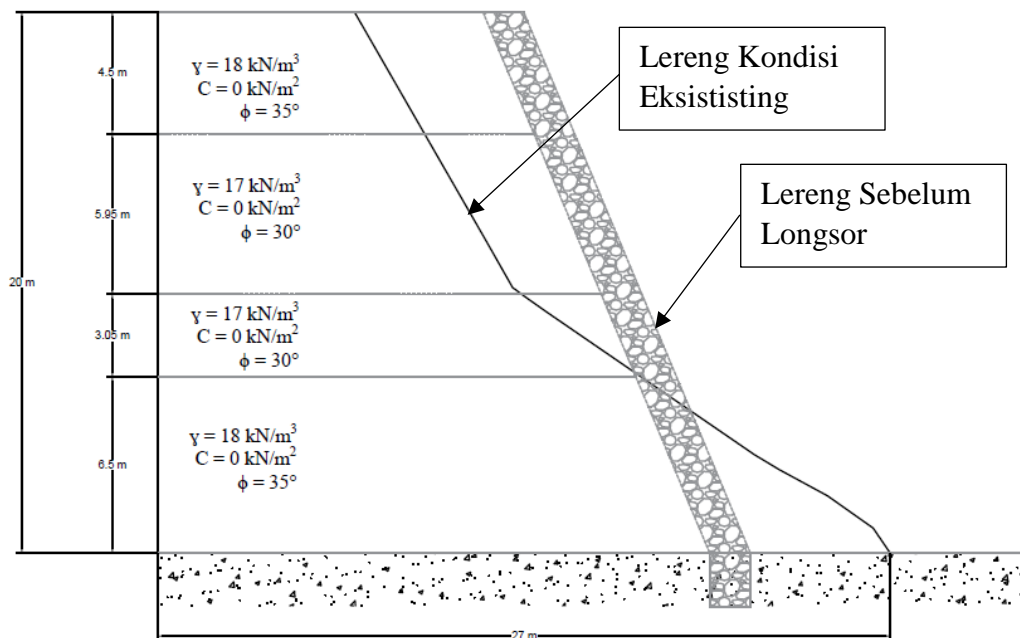 4.5 m
γ = 18 kN/m³
C = 0 kN/m²
ϕ = 35°
Lereng Kondisi
Eksististing
5.95 m
γ = 17 kN/m³
C = 0 kN/m²
ϕ = 30°
Lereng Sebelum
Longsor
20 m
3.05 m
γ = 17 kN/m³
C = 0 kN/m²
ϕ = 30°
6.5 m
γ = 18 kN/m³
C = 0 kN/m²
ϕ = 35°
27 m